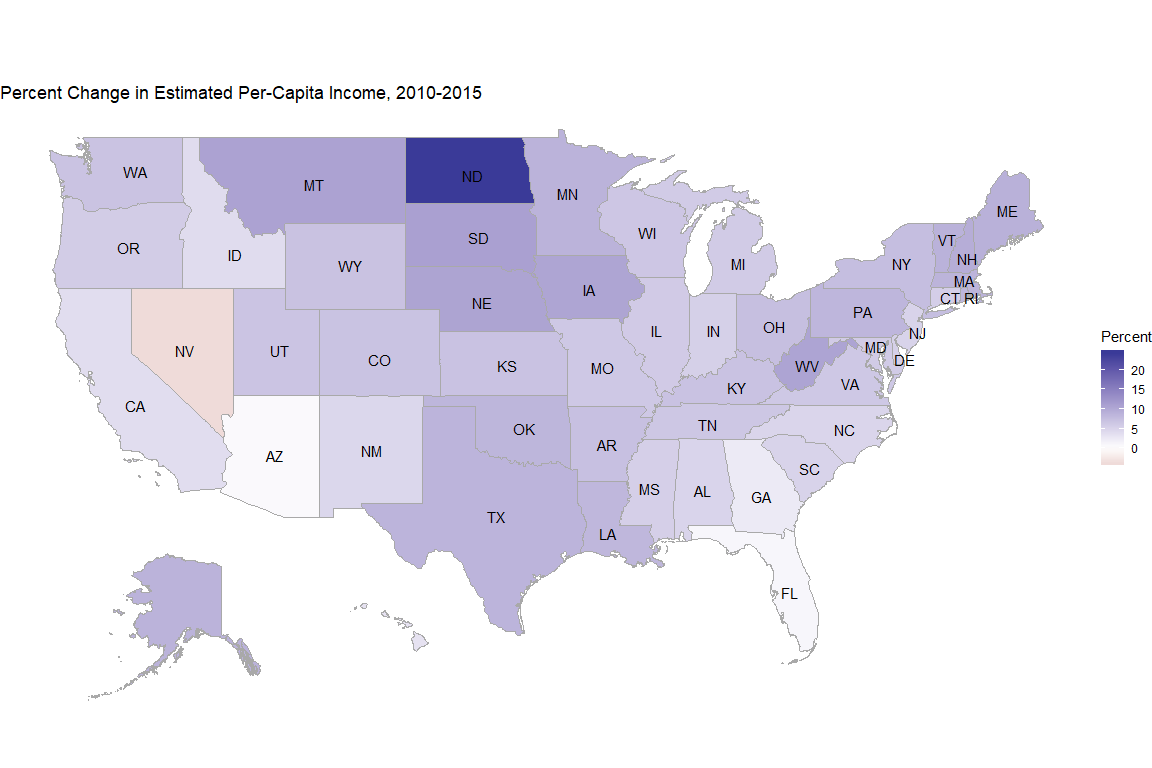 Percent Change in Estimated Per-Capita Income, 2010-2015
WA
MT
ND
MN
ME
OR
ID
WY
SD
WI
MI
NY
VT
NH
MA
CT RI
NV
UT
CO
NE
IA
IL
IN
OH
PA
NJ
MD
DE
CA
KS
MO
KY
WV
VA
AZ
NM
OK
AR
TN
NC
SC
TX
LA
MS
AL
GA
FL
Percent
20
15
10
5
0